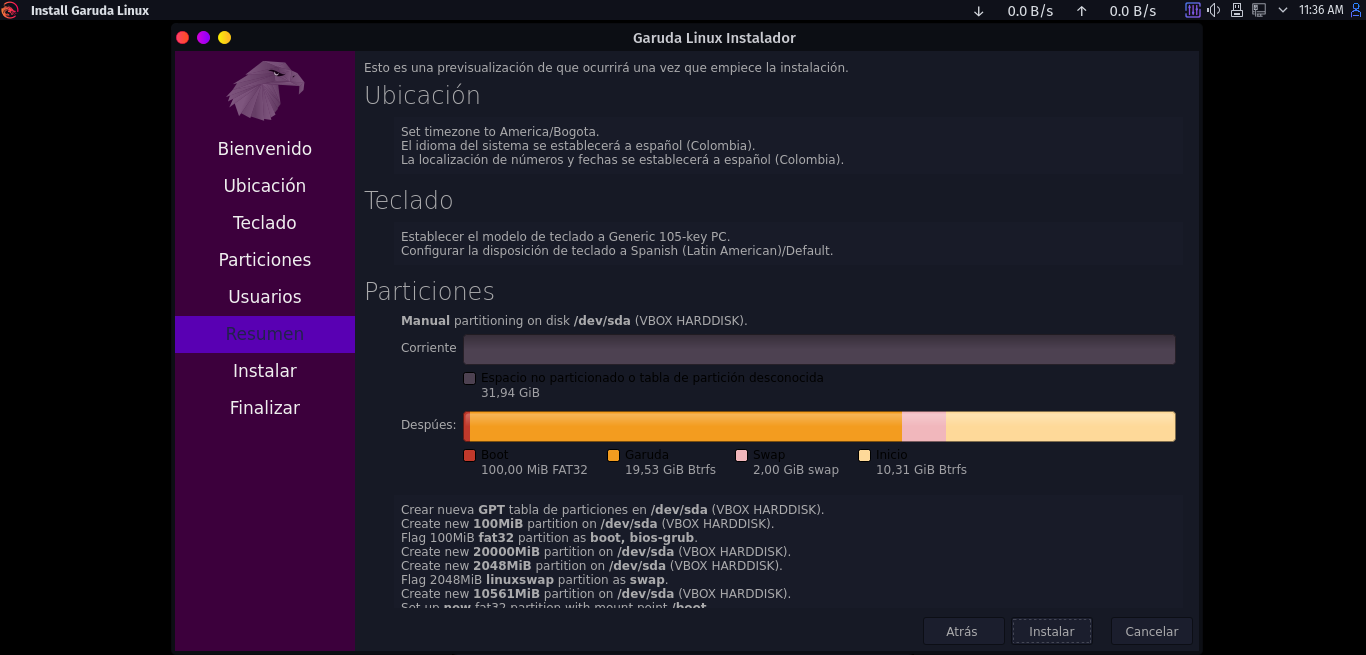 Install Garuda Linux
0.0 B/s
0.0 B/s
11:36 AM
Garuda Linux Instalador
Bienvenido
Ubicación
Teclado
Particiones
Usuarios
Resumen
Instalar
Finalizar
Esto es una previsualización de que ocurrirá una vez que empiece la instalación.
Ubicación
Set timezone to America/Bogota.
El idioma del sistema se establecerá a español (Colombia).
La localización de números y fechas se establecerá a español (Colombia).
Teclado
Establecer el modelo de teclado a Generic 105-key PC.
Configurar la disposición de teclado a Spanish (Latin American)/Default.
Particiones
Manual partitioning on disk /dev/sda (VBOX HARDDISK).
Corriente
Espacio no particionado o tabla de partición desconocida
31,94 GiB
Despúes:
Boot Garuda Swap Inicio
100,00 MiB FAT32 19,53 GiB Btrfs 2,00 GiB swap 10,31 GiB Btrfs
Crear nueva GPT tabla de particiones en /dev/sda (VBOX HARDDISK).
Create new 100MiB partition on /dev/sda (VBOX HARDDISK).
Flag 100MiB fat32 partition as boot, bios-grub.
Create new 20000MiB partition on /dev/sda (VBOX HARDDISK).
Create new 2048MiB partition on /dev/sda (VBOX HARDDISK).
Flag 2048MiB linuxswap partition as swap.
Create new 10561MiB partition on /dev/sda (VBOX HARDDISK).
Set up new fat32 partition with mount point /boot.
Atrás Instalar Cancelar